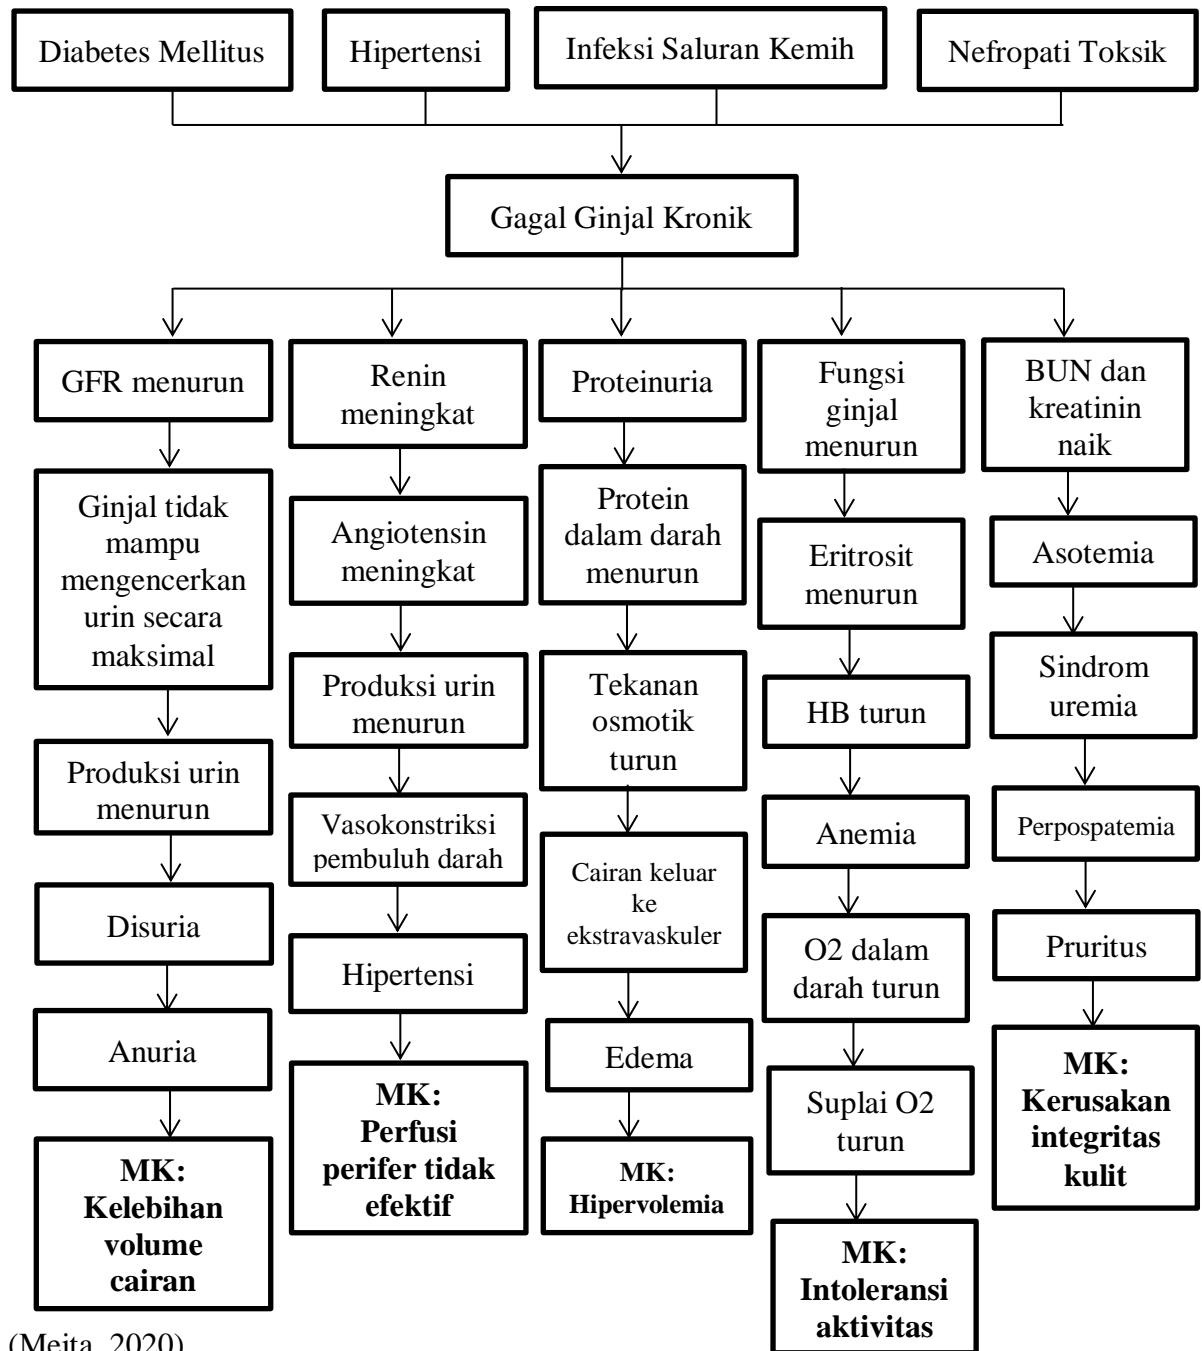 Diabetes Mellitus
Hipertensi
Infeksi Saluran Kemih
Nefropati Toksik
Gagal Ginjal Kronik
GFR menurun
Ginjal tidak
mampu
mengencerkan
urin secara
maksimal
Produksi urin
menurun
Disuria
Anuria
MK:
Kelebihan
volume
cairan
Renin
meningkat
Angiotensin
meningkat
Produksi urin
menurun
Vasokonstriksi
pembuluh darah
Hipertensi
MK:
Perfusi
perifer tidak
efektif
Proteinuria
Protein
dalam darah
menurun
Tekanan
osmotik
turun
Cairan keluar
ke
ekstravaskuler
Edema
MK:
Hipervolemia
Fungsi
ginjal
menurun
Eritrosit
menurun
HB turun
Anemia
O2 dalam
darah turun
Suplai O2
turun
MK:
Intoleransi
aktivitas
BUN dan
kreatinin
naik
Asotemia
Sindrom
uremia
Perpospatemia
Pruritus
MK:
Kerusakan
integritas
kulit
(Meita, 2020)